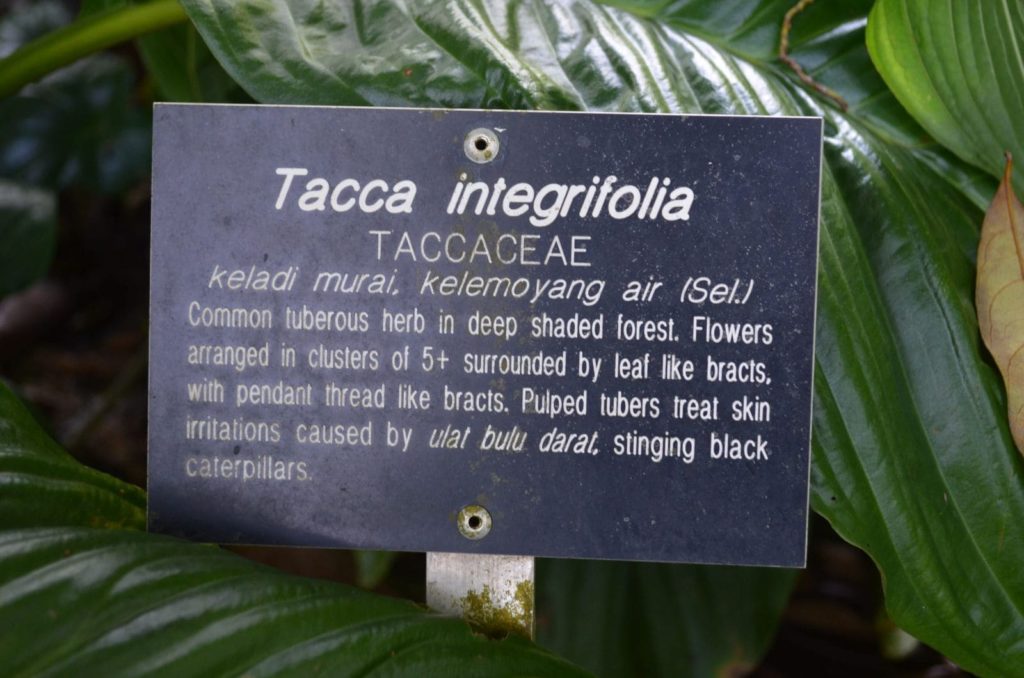 Tacca integrifolia
TACCACEAE
keladi murai, kelemoyang air (Sel.)
Common tuberous herb in deep shaded forest. Flowers
arranged in clusters of 5+ surrounded by leaf like bracts,
with pendant thread like bracts. Pulped tubers treat skin
irritations caused by ulat bulu darat, stinging black
caterpillars.